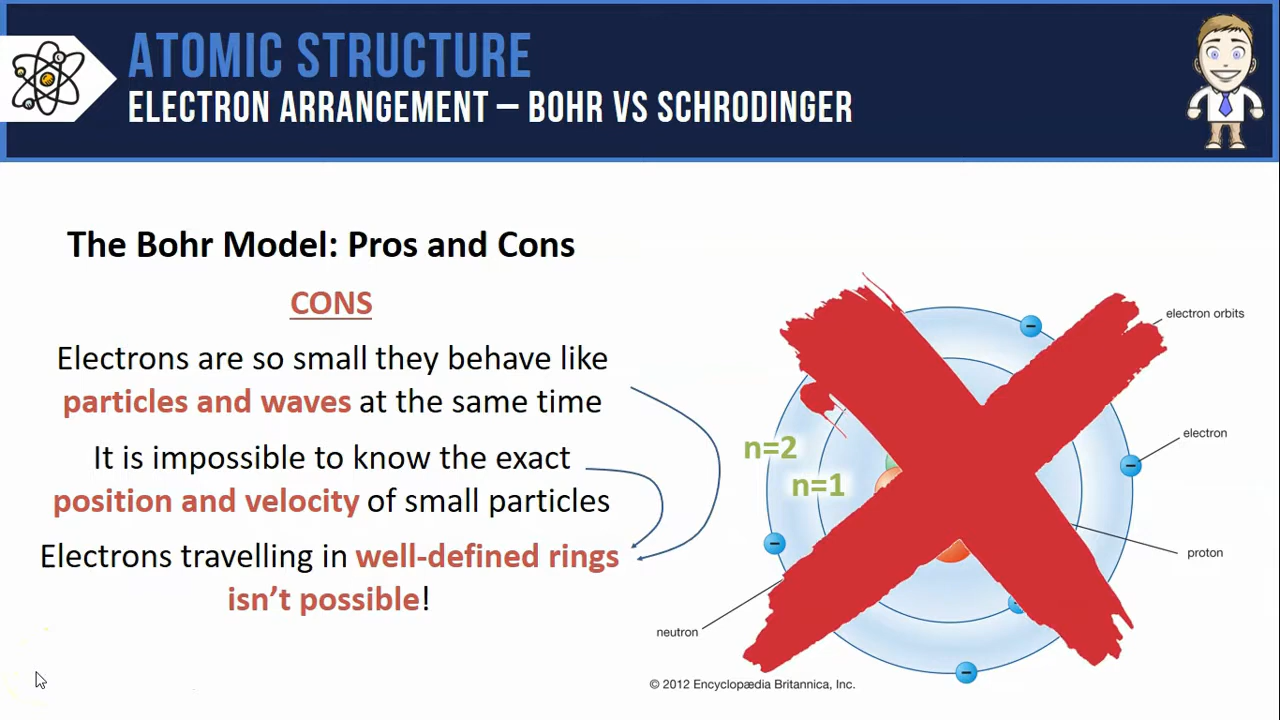 ATOMIC STRUCTURE
ELECTRON ARRANGEMENT – BOHR VS SCHRODINGER
The Bohr Model: Pros and Cons
CONS
Electrons are so small they behave like
particles and waves at the same time
It is impossible to know the exact
position and velocity of small particles
Electrons travelling in well-defined rings
isn’t possible!
electron orbits
electron
n=2
n=1
proton
neutron
© 2012 Encyclopædia Britannica, Inc.